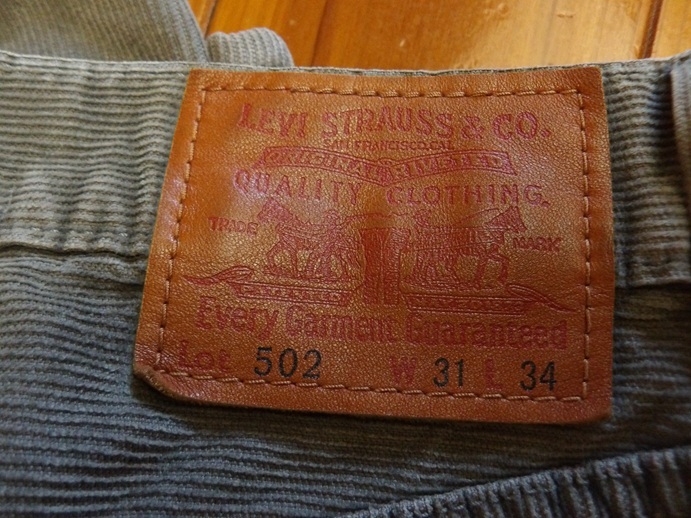 LEVI STRAUSS & CO.
SAN FRANCISCO, CAL.
ORIGINAL RIVETED
QUALITY CLOTHING.
TRADE MARK
Every Garment Guaranteed
Lot 502 W 31 L 34